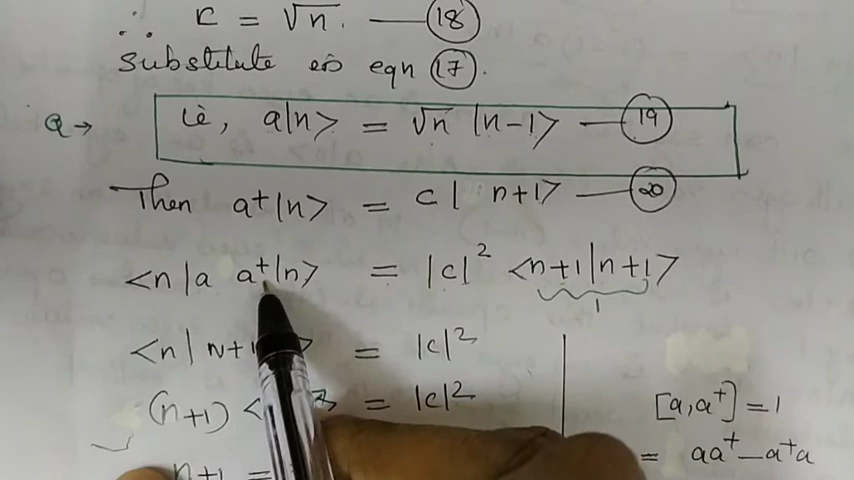 ∴ c = √n. — (18)
substitute in eqn (17).
a → ie, a|n> = √n |n-1> — (19)
Then a⁺|n> = c| n+1> — (20)
<n|a a⁺|n> = |c|² <n+1|n+1>
1
<n| N+1 > = |c|²
(n+1) < > = |c|²
[a,a⁺] = 1
n+1 =
= aa⁺ - a⁺a